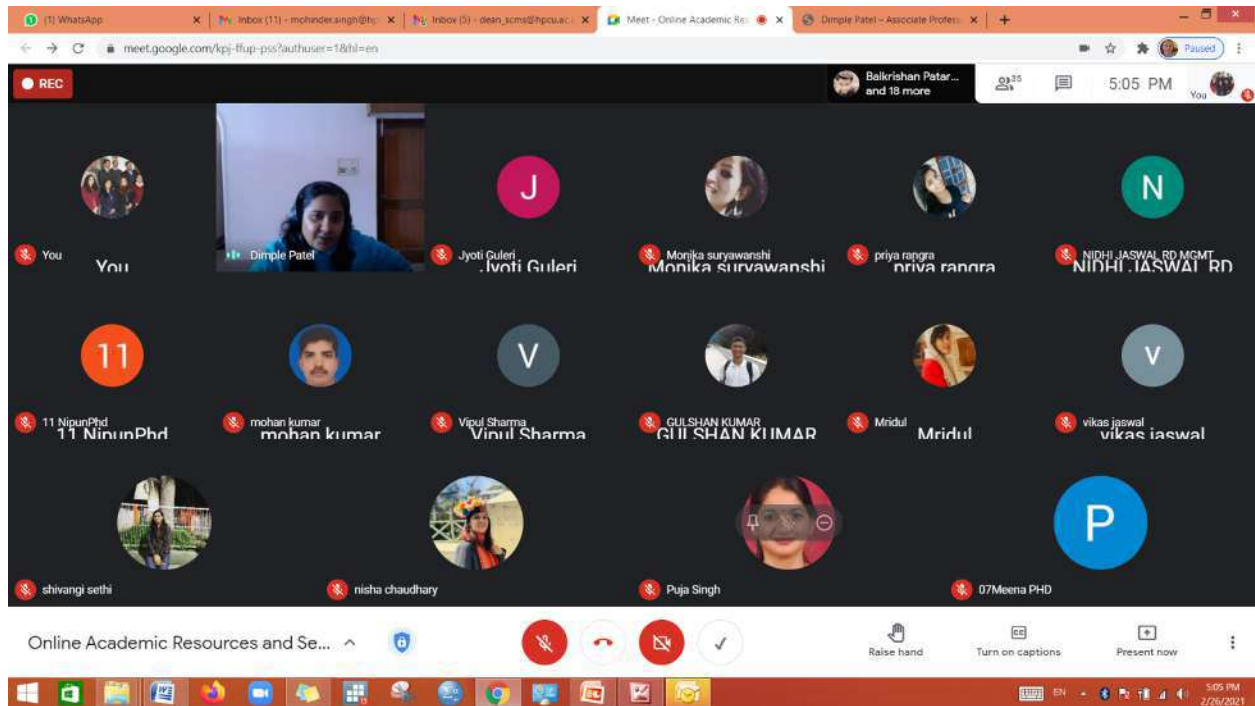 (1) WhatsApp
Inbox (11) - mohinder.singh@hp
Inbox (5) - dean_scms@hpcu.ac.i
Meet - Online Academic Re
Dimple Patel – Associate Profess
meet.google.com/kpj-ffup-pss?authuser=1&hl=en
Paused
REC
Balkrishan Patar...
and 18 more
35
5:05 PM
You
You
You
Dimple Patel
J
Jyoti Guleri
Jyoti Guleri
Monika suryawanshi
Monika suryawanshi
priya rangra
priya rangra
N
NIDHI JASWAL RD MGMT
NIDHI JASWAL RD
11
11 NipunPhd
11 NipunPhd
mohan kumar
mohan kumar
V
Vipul Sharma
Vipul Sharma
GULSHAN KUMAR
GULSHAN KUMAR
Mridul
Mridul
v
vikas jaswal
vikas jaswal
shivangi sethi
nisha chaudhary
Puja Singh
P
07Meena PHD
Online Academic Resources and Se...
Raise hand
Turn on captions
Present now
EN
5:05 PM
2/26/2021